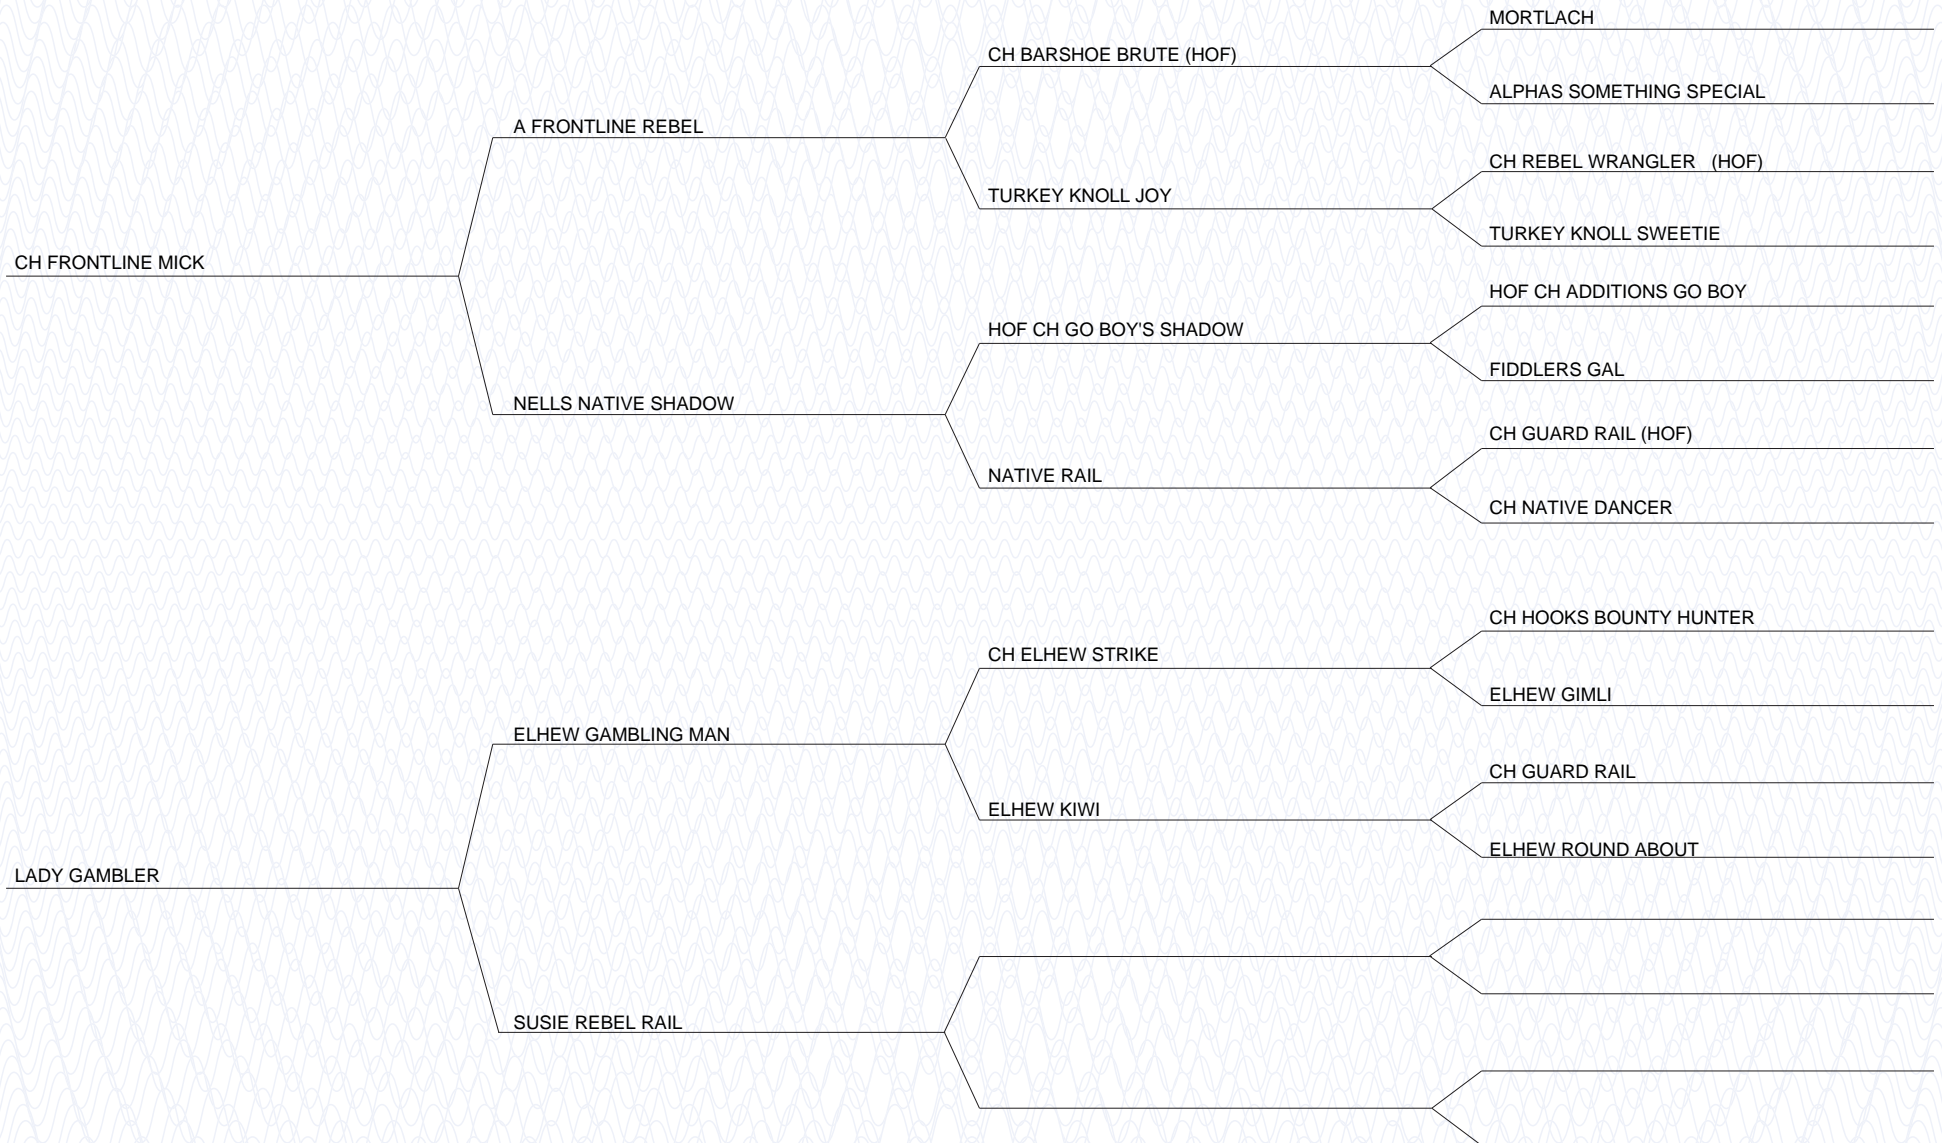 MORTLACH
CH BARSHOE BRUTE (HOF)
ALPHAS SOMETHING SPECIAL
A FRONTLINE REBEL
CH REBEL WRANGLER (HOF)
TURKEY KNOLL JOY
TURKEY KNOLL SWEETIE
CH FRONTLINE MICK
HOF CH ADDITIONS GO BOY
HOF CH GO BOY'S SHADOW
FIDDLERS GAL
NELLS NATIVE SHADOW
CH GUARD RAIL (HOF)
NATIVE RAIL
CH NATIVE DANCER
CH HOOKS BOUNTY HUNTER
CH ELHEW STRIKE
ELHEW GIMLI
ELHEW GAMBLING MAN
CH GUARD RAIL
ELHEW KIWI
ELHEW ROUND ABOUT
LADY GAMBLER
SUSIE REBEL RAIL